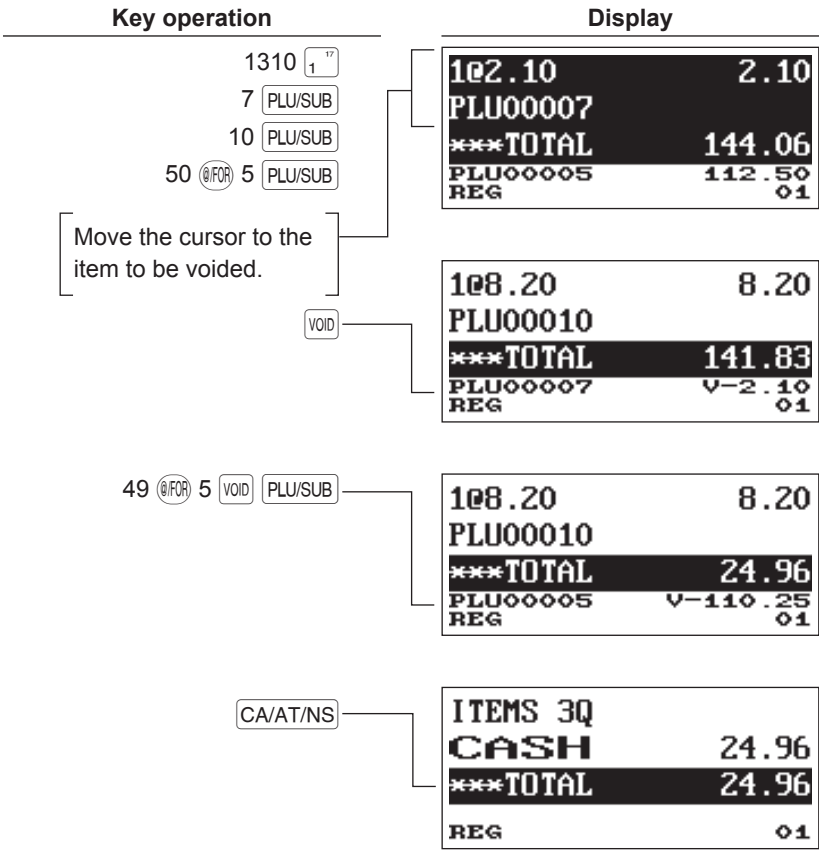 Key operation
Display
1310 1 17
7 PLU/SUB
10 PLU/SUB
50 @/FOR 5 PLU/SUB
Move the cursor to the
item to be voided.
1@2.10 2.10
PLU00007
***TOTAL 144.06
PLU00005 112.50
REG 01
VOID
1@8.20 8.20
PLU00010
***TOTAL 141.83
PLU00007 V-2.10
REG 01
49 @/FOR 5 VOID PLU/SUB
1@8.20 8.20
PLU00010
***TOTAL 24.96
PLU00005 V-110.25
REG 01
CA/AT/NS
ITEMS 3Q
CASH 24.96
***TOTAL 24.96
REG 01